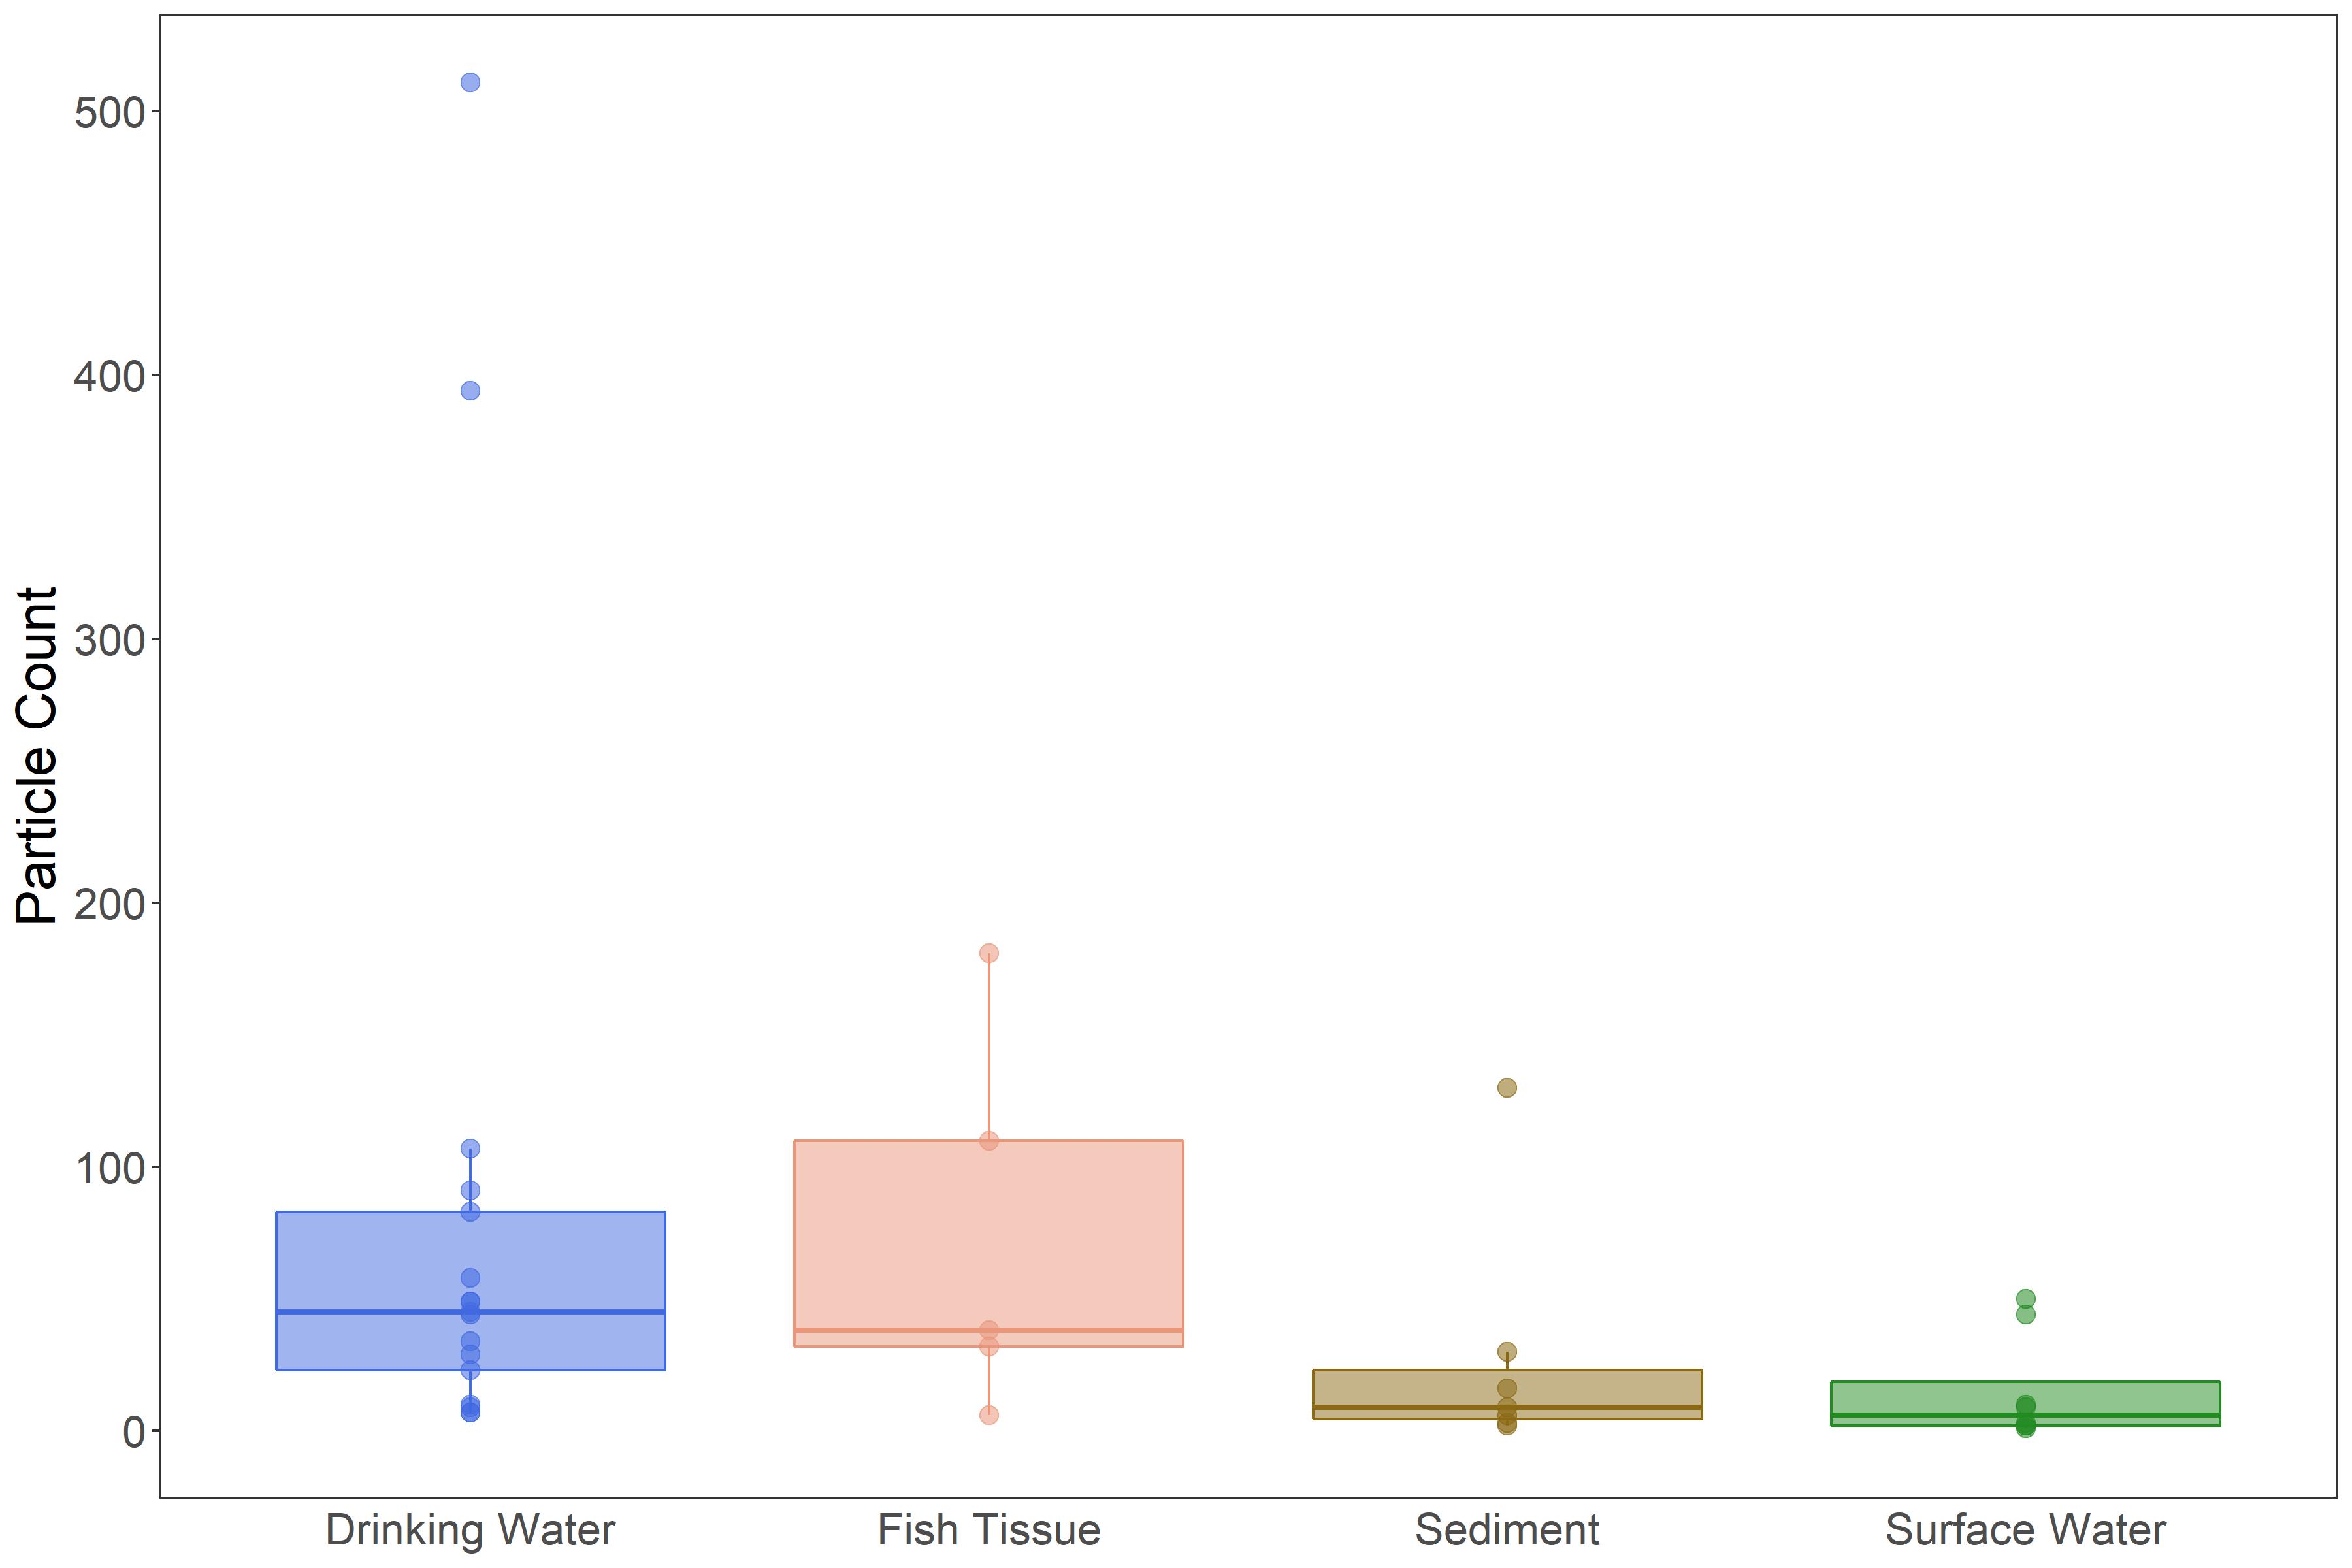 Particle Count
500
400
300
200
100
0
Drinking Water
Fish Tissue
Sediment
Surface Water